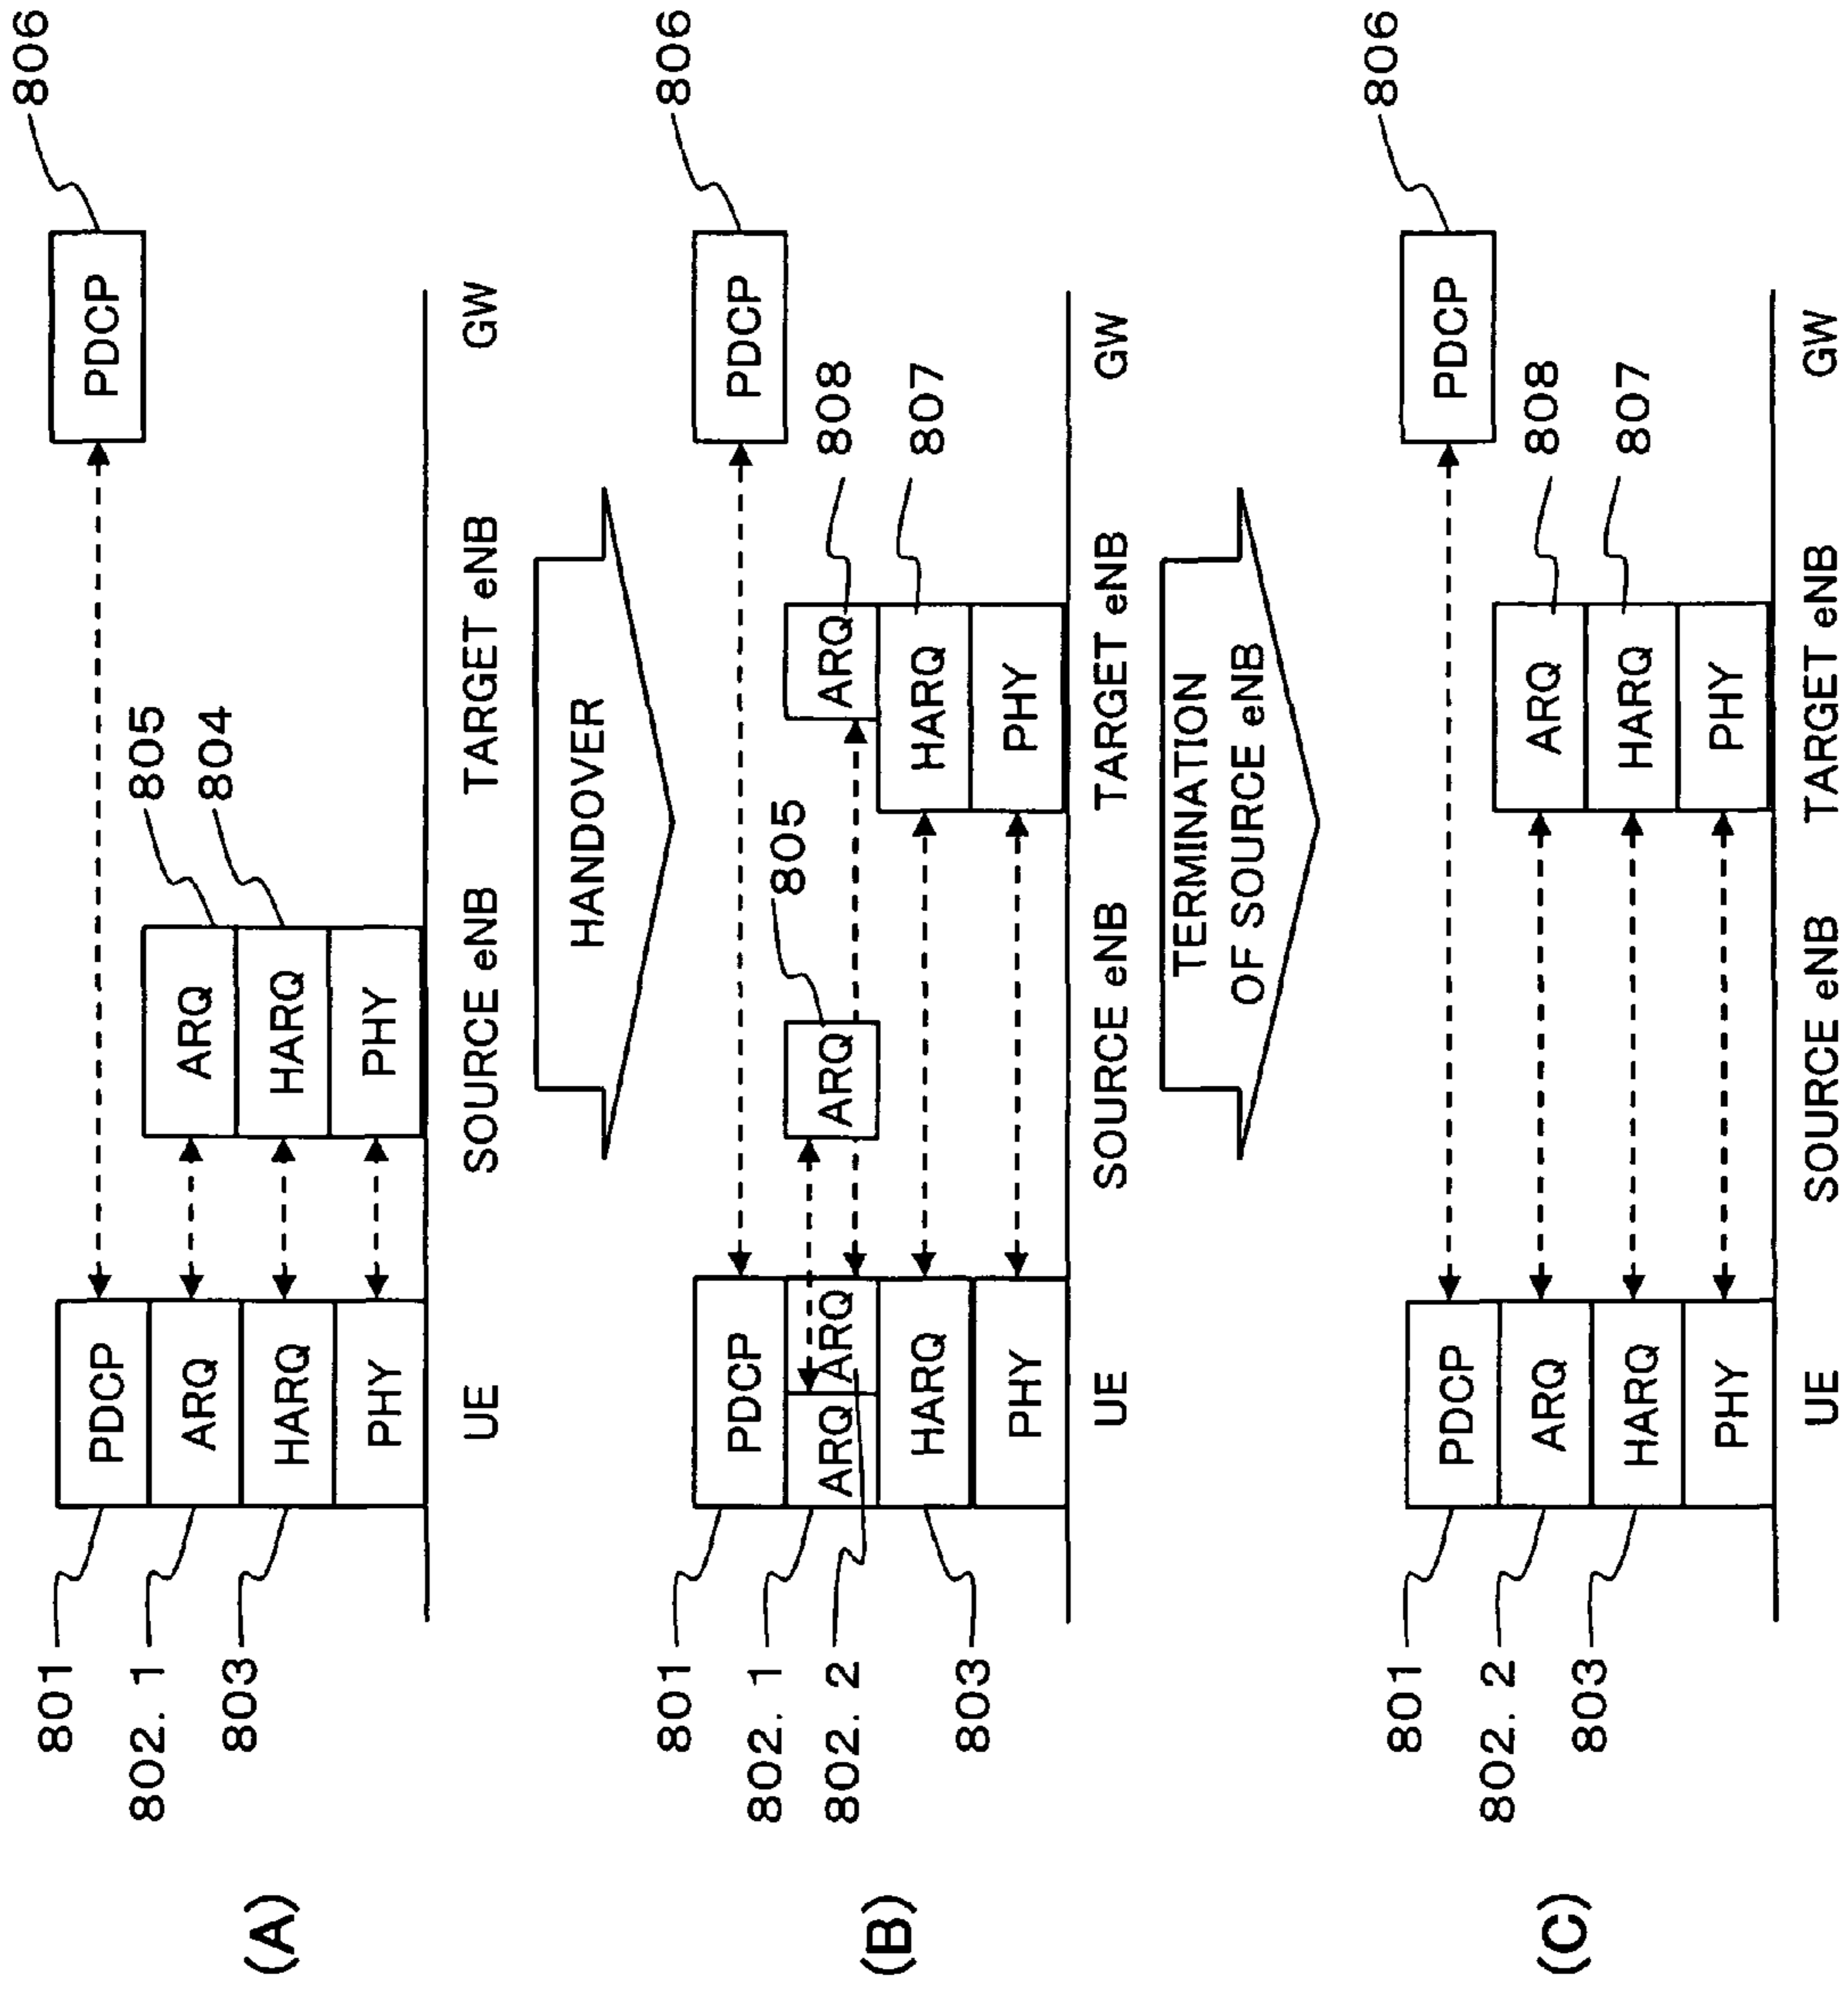 (A)
801
802. 1
803
PDCP
ARQ
HARQ
PHY
ARQ
HARQ
PHY
805
804
PDCP
806
UE
SOURCE eNB
TARGET eNB
GW
HANDOVER
(B)
801
802. 1
802. 2
803
PDCP
ARQ
ARQ
HARQ
PHY
ARQ
805
ARQ
HARQ
PHY
808
807
PDCP
806
UE
SOURCE eNB
TARGET eNB
GW
TERMINATION
OF SOURCE eNB
(C)
801
802. 2
803
PDCP
ARQ
HARQ
PHY
ARQ
HARQ
PHY
808
807
PDCP
806
UE
SOURCE eNB
TARGET eNB
GW